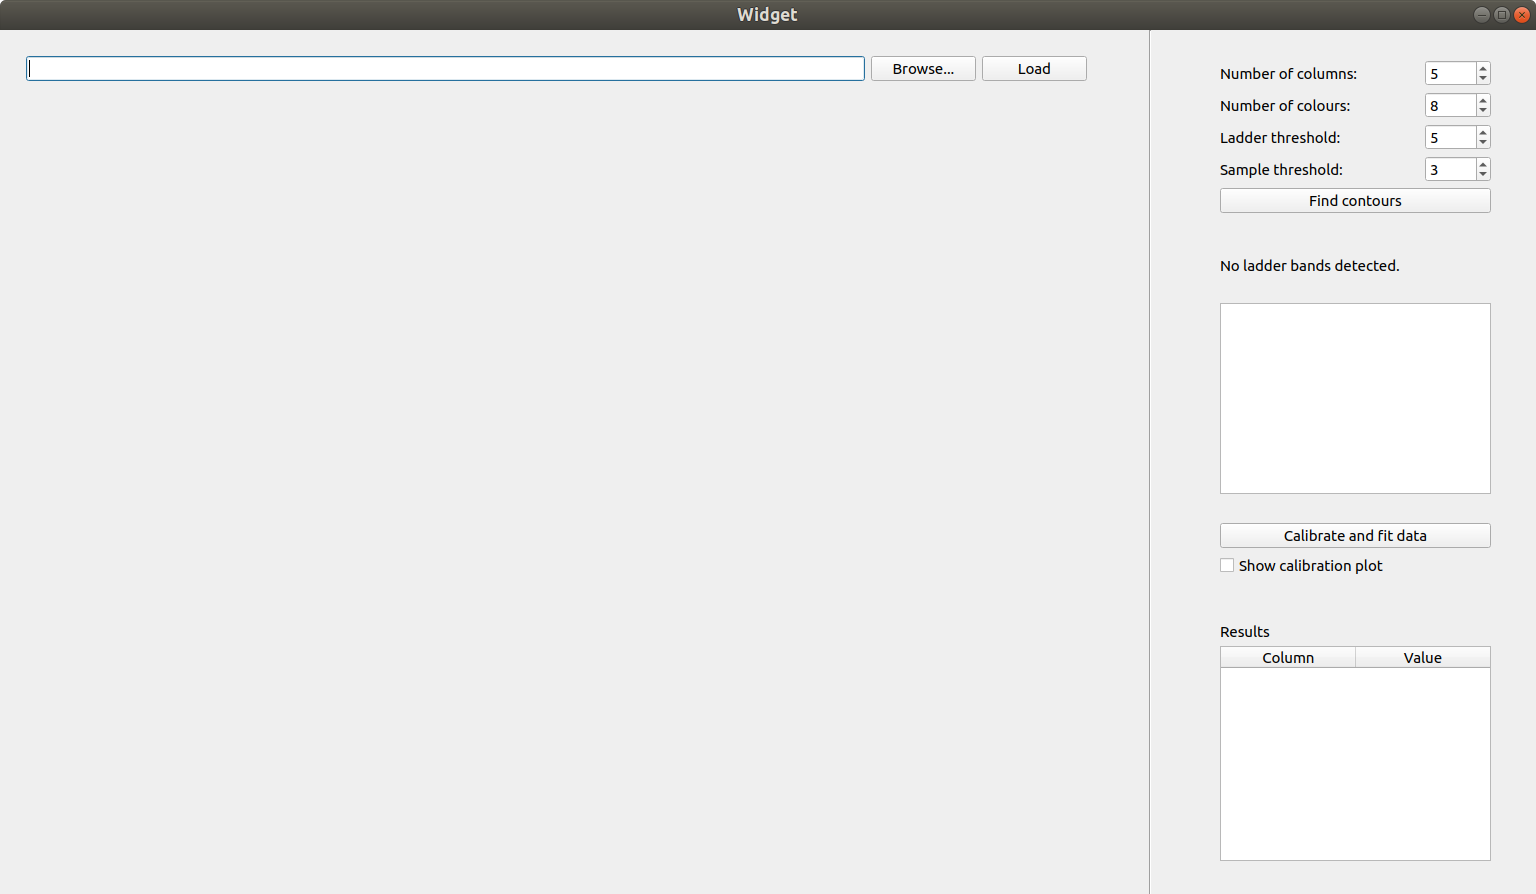 Widget
Browse... Load
Number of columns: 5
Number of colours: 8
Ladder threshold: 5
Sample threshold: 3
Find contours
No ladder bands detected.
Calibrate and fit data
Show calibration plot
Results
Column Value